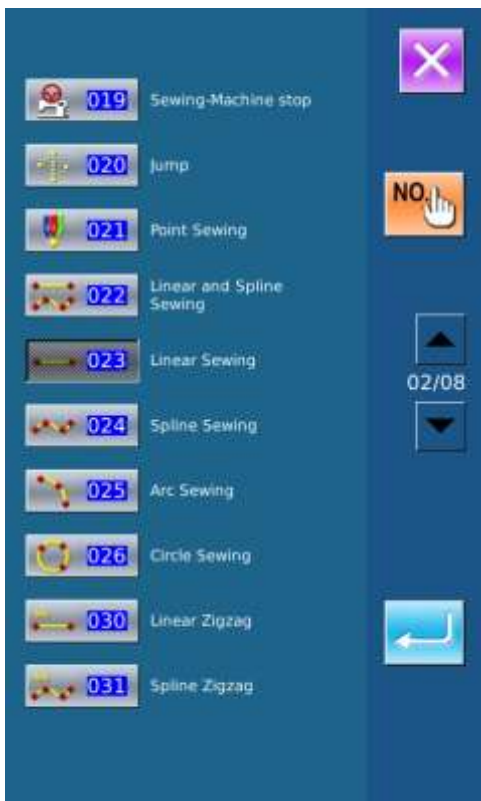 019 Sewing-Machine stop
020 Jump
NO.
021 Point Sewing
022 Linear and Spline
Sewing
023 Linear Sewing
02/08
024 Spline Sewing
025 Arc Sewing
026 Circle Sewing
030 Linear Zigzag
031 Spline Zigzag